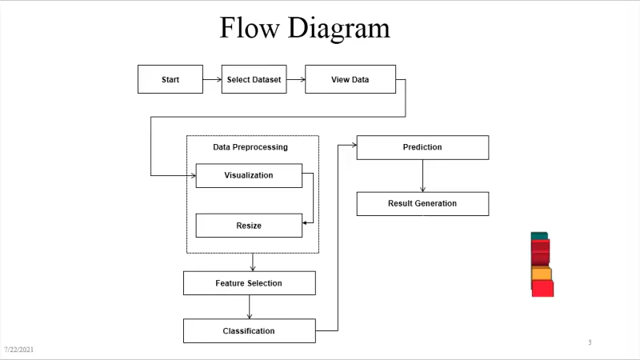 Flow Diagram
Start
Select Dataset
View Data
Data Preprocessing
Visualization
Resize
Feature Selection
Classification
Prediction
Result Generation
7/22/2021
3